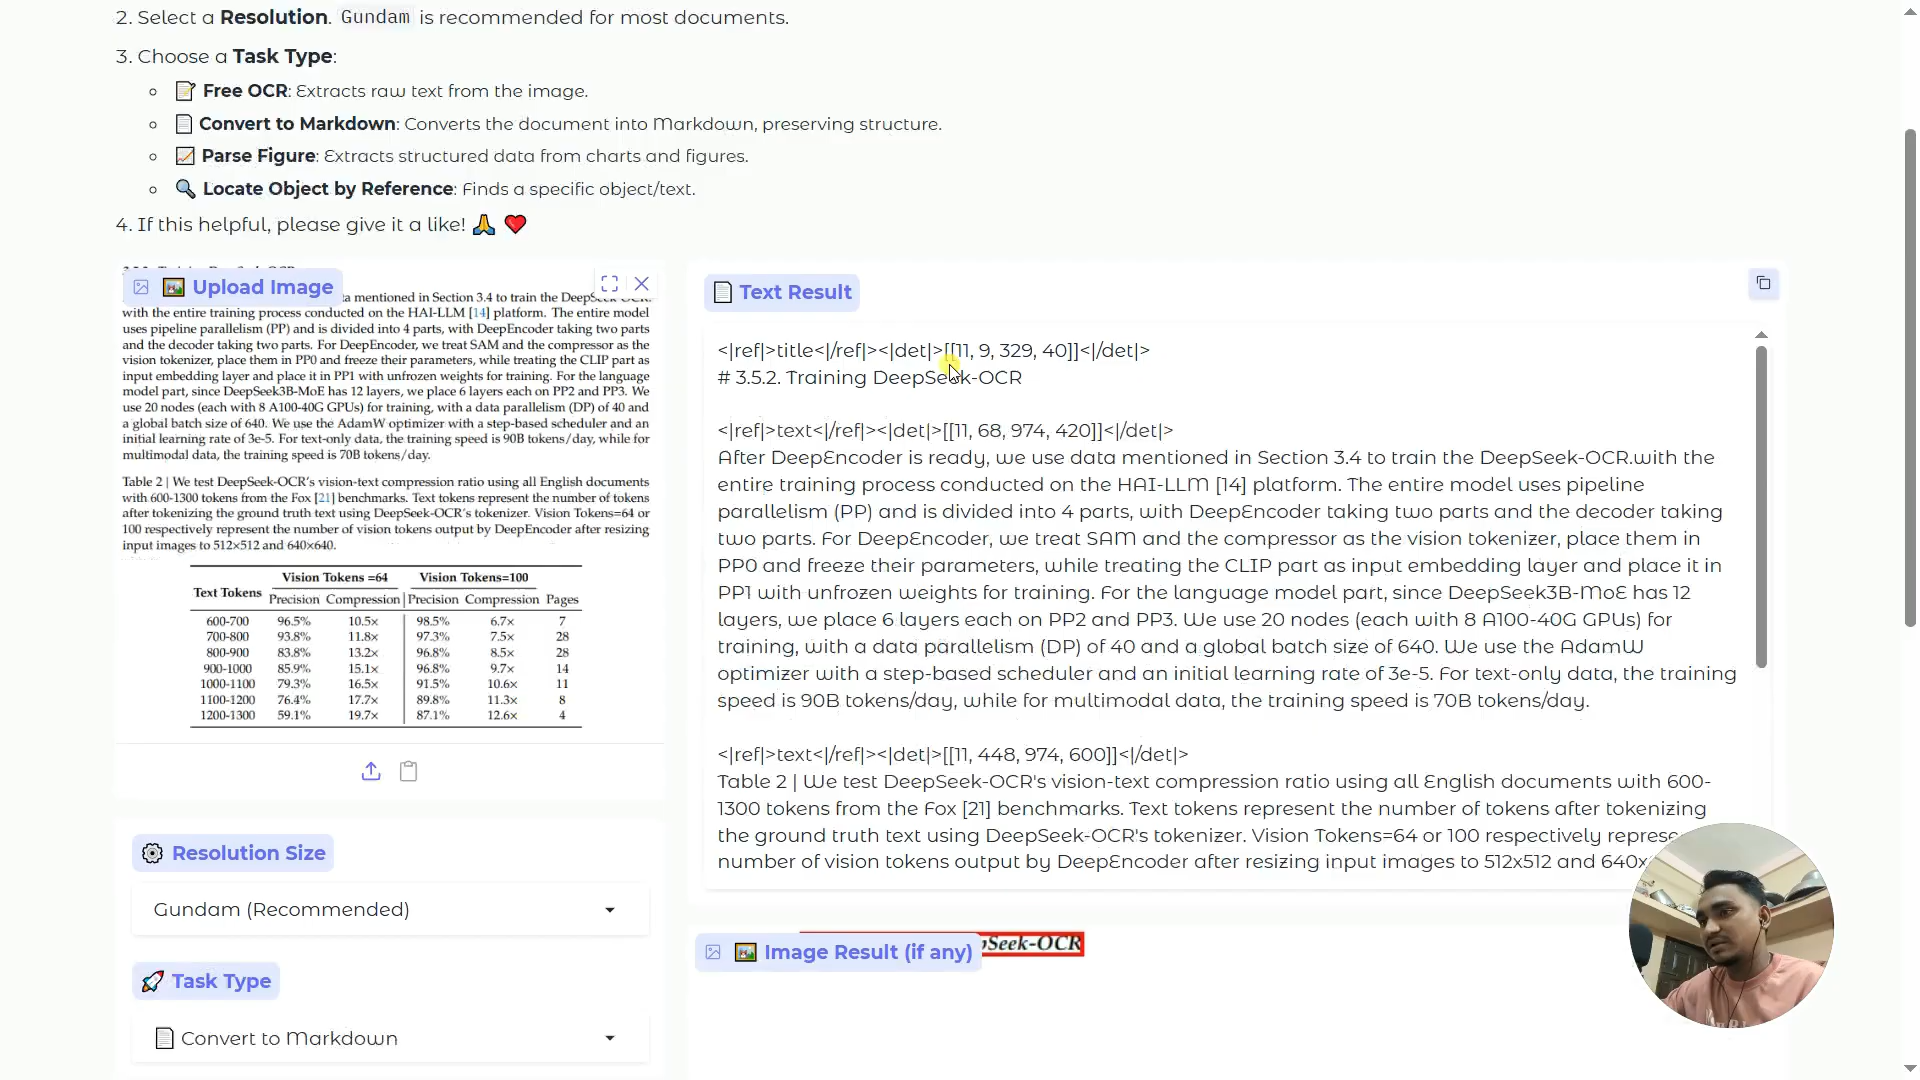 2. Select a Resolution. Gundam is recommended for most documents.
3. Choose a Task Type:
Free OCR: Extracts raw text from the image.
Convert to Markdown: Converts the document into Markdown, preserving structure.
Parse Figure: Extracts structured data from charts and figures.
Locate Object by Reference: Finds a specific object/text.
4. If this helpful, please give it a like! 🙏 ❤️
Upload Image
a mentioned in Section 3.4 to train the
with the entire training process conducted on the HAI-LLM [14] platform. The entire model
uses pipeline parallelism (PP) and is divided into 4 parts, with DeepEncoder taking two parts
and the decoder taking two parts. For DeepEncoder, we treat SAM and the compressor as the
vision tokenizer, place them in PP0 and freeze their parameters, while treating the CLIP part as
input embedding layer and place it in PP1 with unfrozen weights for training. For the language
model part, since DeepSeek3B-MoE has 12 layers, we place 6 layers each on PP2 and PP3. We
use 20 nodes (each with 8 A100-40G GPUs) for training, with a data parallelism (DP) of 40 and
a global batch size of 640. We use the AdamW optimizer with a step-based scheduler and an
initial learning rate of 3e-5. For text-only data, the training speed is 90B tokens/day, while for
multimodal data, the training speed is 70B tokens/day.
Table 2 | We test DeepSeek-OCR's vision-text compression ratio using all English documents
with 600-1300 tokens from the Fox [21] benchmarks. Text tokens represent the number of tokens
after tokenizing the ground truth text using DeepSeek-OCR's tokenizer. Vision Tokens=64 or
100 respectively represent the number of vision tokens output by DeepEncoder after resizing
input images to 512×512 and 640×640.
Text Tokens Vision Tokens =64 Vision Tokens=100
Precision Compression Precision Compression Pages
600-700 96.5% 10.5× 98.5% 6.7× 7
700-800 93.8% 11.8× 97.3% 7.5× 28
800-900 83.8% 13.2× 96.8% 8.5× 28
900-1000 85.9% 15.1× 96.8% 9.7× 14
1000-1100 79.3% 16.5× 91.5% 10.6× 11
1100-1200 76.4% 17.7× 89.8% 11.3× 8
1200-1300 59.1% 19.7× 87.1% 12.6× 4
Resolution Size
Gundam (Recommended)
Task Type
Convert to Markdown
Text Result
<|ref|>title<|/ref|><|det|>[[11, 9, 329, 40]]<|/det|>
# 3.5.2. Training DeepSeek-OCR
<|ref|>text<|/ref|><|det|>[[11, 68, 974, 420]]<|/det|>
After DeepEncoder is ready, we use data mentioned in Section 3.4 to train the DeepSeek-OCR.with the
entire training process conducted on the HAI-LLM [14] platform. The entire model uses pipeline
parallelism (PP) and is divided into 4 parts, with DeepEncoder taking two parts and the decoder taking
two parts. For DeepEncoder, we treat SAM and the compressor as the vision tokenizer, place them in
PP0 and freeze their parameters, while treating the CLIP part as input embedding layer and place it in
PP1 with unfrozen weights for training. For the language model part, since DeepSeek3B-MoE has 12
layers, we place 6 layers each on PP2 and PP3. We use 20 nodes (each with 8 A100-40G GPUs) for
training, with a data parallelism (DP) of 40 and a global batch size of 640. We use the AdamW
optimizer with a step-based scheduler and an initial learning rate of 3e-5. For text-only data, the training
speed is 90B tokens/day, while for multimodal data, the training speed is 70B tokens/day.
<|ref|>text<|/ref|><|det|>[[11, 448, 974, 600]]<|/det|>
Table 2 | We test DeepSeek-OCR's vision-text compression ratio using all English documents with 600-
1300 tokens from the Fox [21] benchmarks. Text tokens represent the number of tokens after tokenizing
the ground truth text using DeepSeek-OCR's tokenizer. Vision Tokens=64 or 100 respectively
number of vision tokens output by DeepEncoder after resizing input images to 512x512 and
Image Result (if any)
Seek-OCR